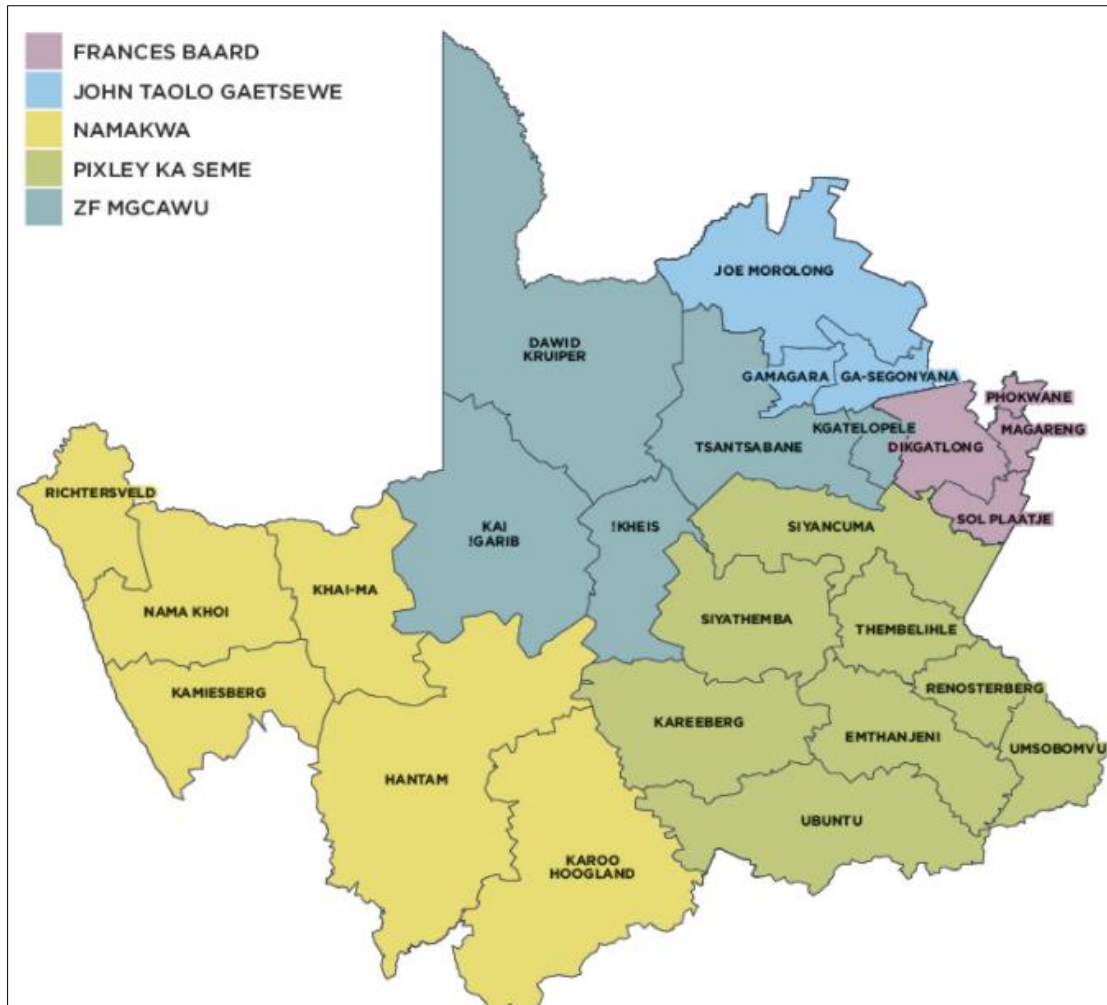 FRANCES BAARD
JOHN TAOLO GAETSEWE
NAMAKWA
PIXLEY KA SEME
ZF MGCAWU
JOE MOROLONG
DAWID
KRUIPER
GAMAGARA
GA-SEGONYANA
PHOKWANE
KGATELOPELE
MAGARENG
TSANTSABANE
DIKGATLONG
RICHTERSVELD
SOL PLAATJE
KAI
!GARIB
!KHEIS
SIYANCUMA
KHAI-MA
NAMA KHOI
SIYATHEMBA
THEMBELIHLE
KAMIESBERG
RENOSTERBERG
KAREEBERG
EMTHANJENI
UMSOBOMVU
HANTAM
UBUNTU
KAROO
HOOGLAND